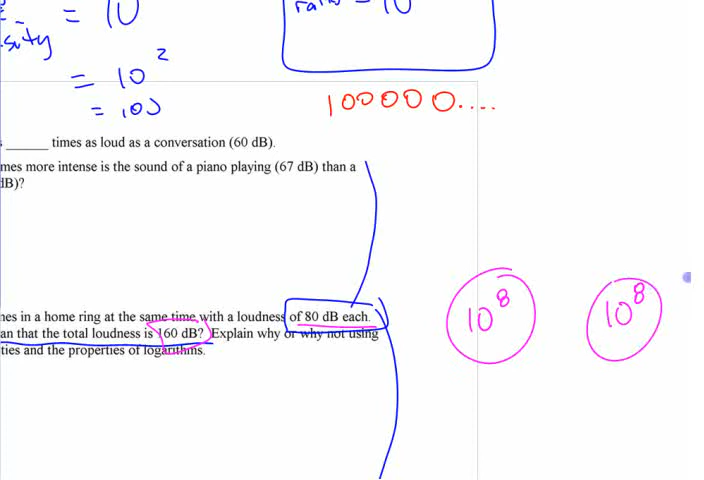 = 10
sity
= 10²
= 100
= 10
100000....
s ______ times as loud as a conversation (60 dB).
mes more intense is the sound of a piano playing (67 dB) than a
dB)?
nes in a home ring at the same time with a loudness of 80 dB each.
an that the total loudness is 160 dB? Explain why or why not using
ties and the properties of logarithms.
10⁸
10⁸